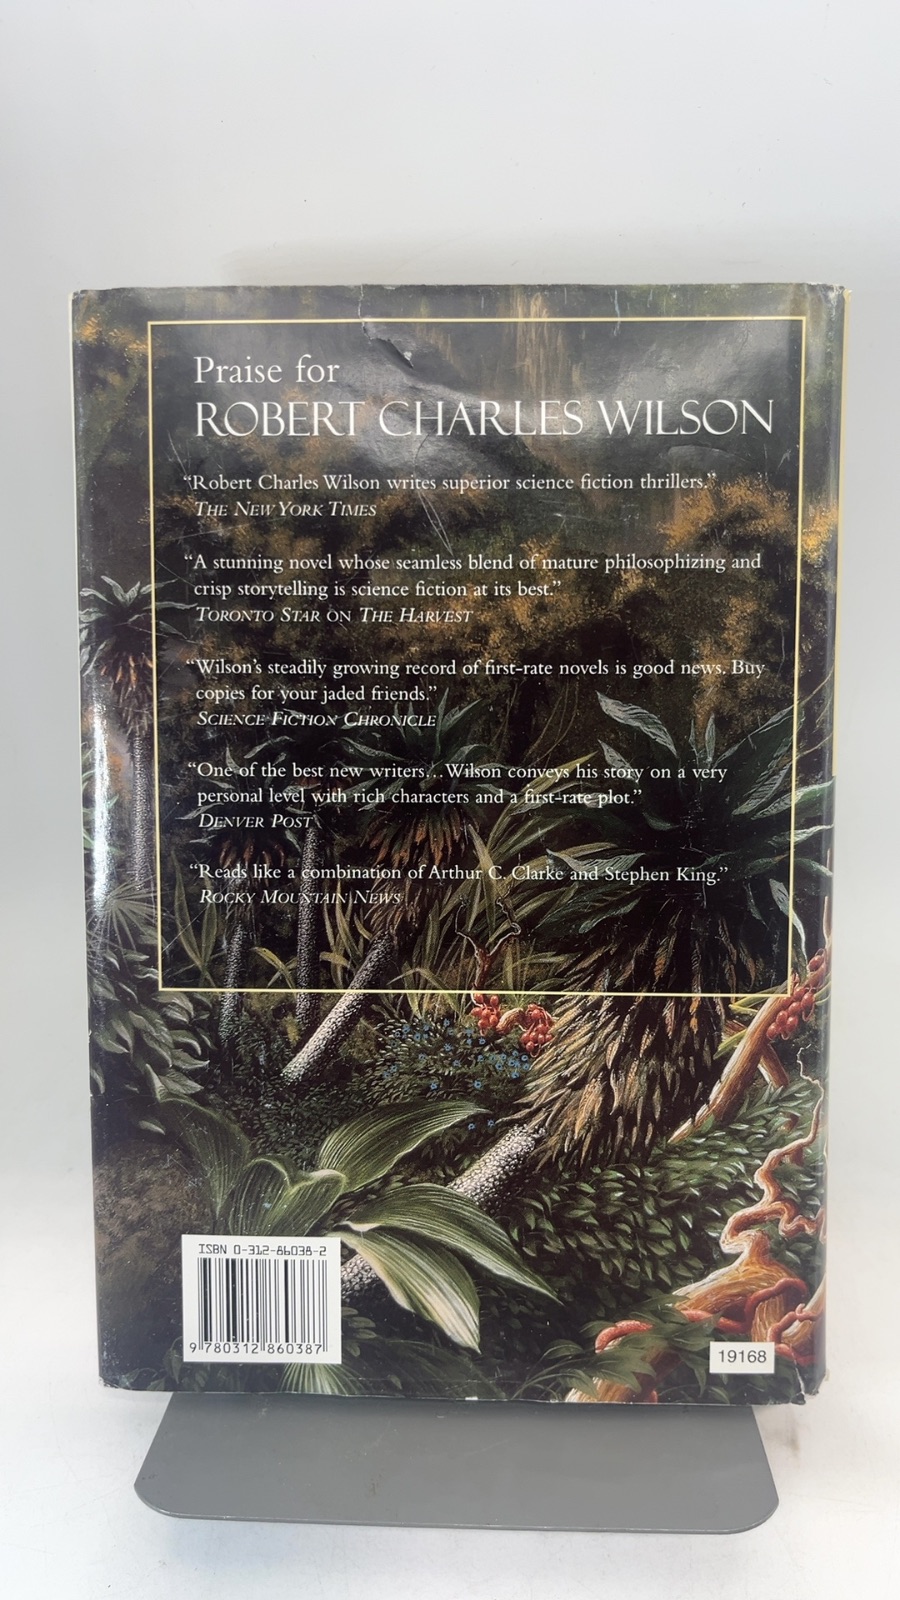 Praise for
ROBERT CHARLES WILSON
“Robert Charles Wilson writes superior science fiction thrillers.”
THE NEW YORK TIMES
“A stunning novel whose seamless blend of mature philosophizing and
crisp storytelling is science fiction at its best.”
TORONTO STAR ON THE HARVEST
“Wilson’s steadily growing record of first-rate novels is good news. Buy
copies for your jaded friends.”
SCIENCE FICTION CHRONICLE
“One of the best new writers…Wilson conveys his story on a very
personal level with rich characters and a first-rate plot.”
DENVER POST
“Reads like a combination of Arthur C. Clarke and Stephen King.”
ROCKY MOUNTAIN NEWS
ISBN 0-312-86038-2
9 780312 860387
19168